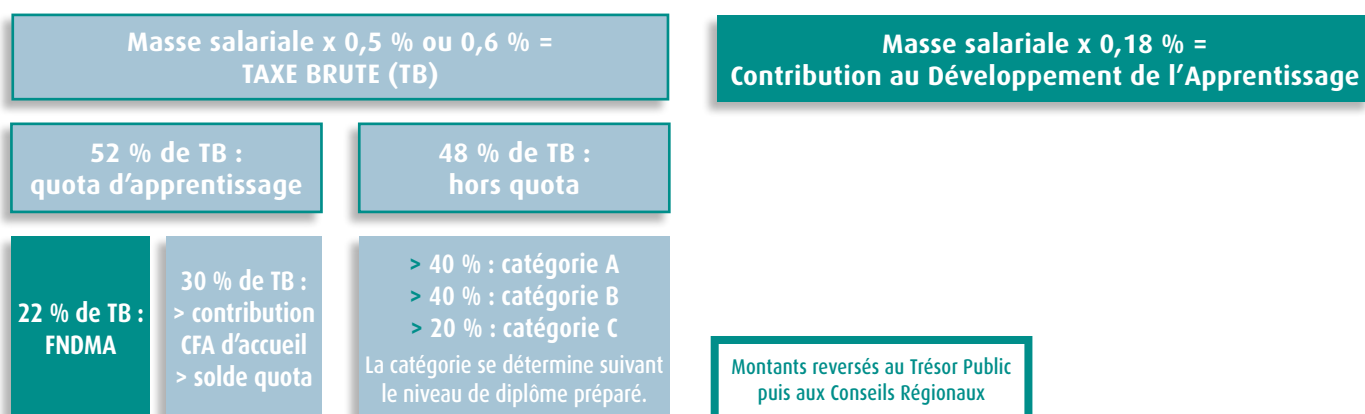 Masse salariale x 0,5 % ou 0,6 % =
TAXE BRUTE (TB)
Masse salariale x 0,18 % =
Contribution au Développement de l’Apprentissage
52 % de TB :
quota d’apprentissage
48 % de TB :
hors quota
22 % de TB :
FNDMA
30 % de TB :
> contribution
CFA d’accueil
> solde quota
> 40 % : catégorie A
> 40 % : catégorie B
> 20 % : catégorie C
La catégorie se détermine suivant
le niveau de diplôme préparé.
Montants reversés au Trésor Public
puis aux Conseils Régionaux